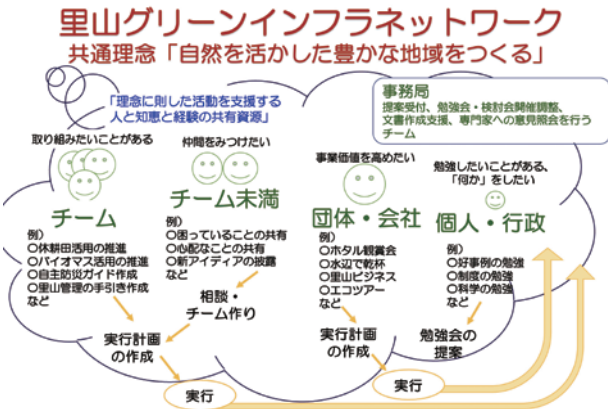 里山グリーンインフラネットワーク
共通理念「自然を活かした豊かな地域をつくる」
「理念に則した活動を支援する
人と知恵と経験の共有資源」
事務局
提案受付、勉強会・検討会開催調整、
文書作成支援、専門家への意見照会を行う
チーム
取り組みたいことがある
チーム
例)
○休耕田活用の推進
○バイオマス活用の推進
○自主防災ガイド作成
○里山管理の手引き作成
など
仲間をみつけたい
チーム未満
例)
○困っていることの共有
○心配なことの共有
○新アイディアの披露
など
相談・
チーム作り
実行計画
の作成
実行
事業価値を高めたい
団体・会社
例)
○ホタル観賞会
○水辺で乾杯
○里山ビジネス
○エコツアー
など
実行計画
の作成
実行
勉強したいことがある、
「何か」をしたい
個人・行政
例)
○好事例の勉強
○制度の勉強
○科学の勉強
など
勉強会の
提案